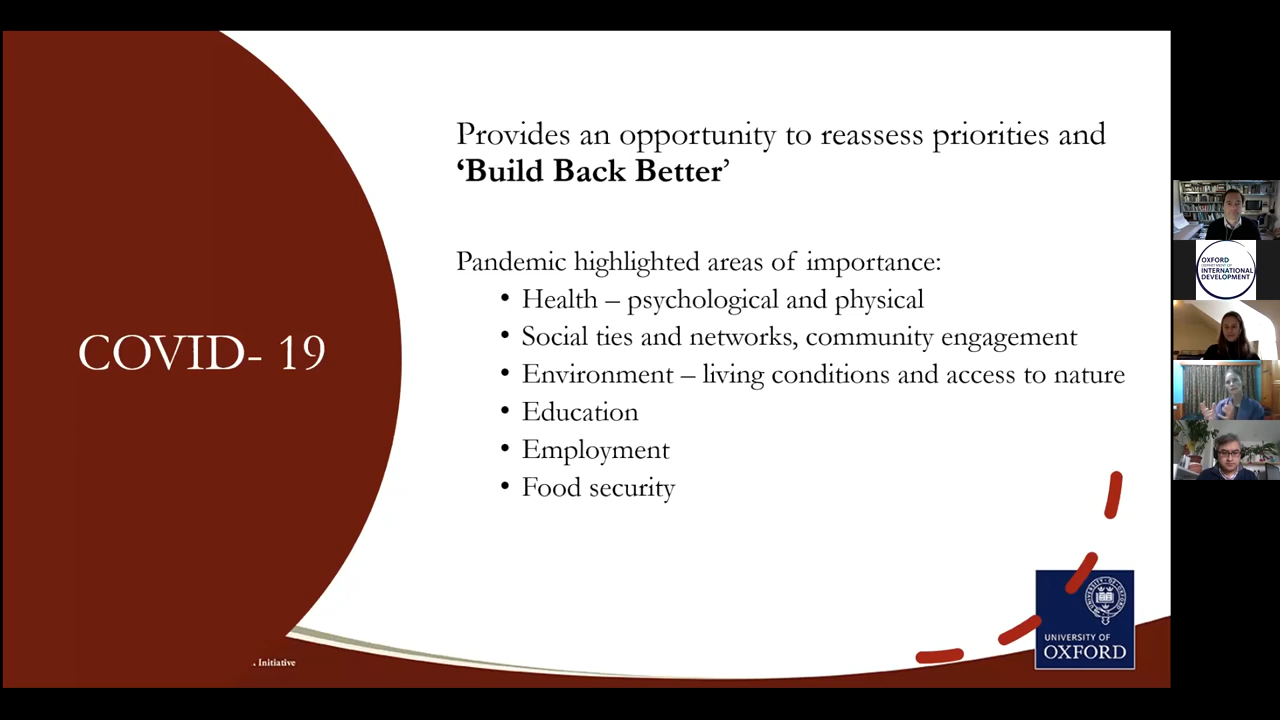 Provides an opportunity to reassess priorities and
‘Build Back Better’
Pandemic highlighted areas of importance:
• Health – psychological and physical
• Social ties and networks, community engagement
• Environment – living conditions and access to nature
• Education
• Employment
• Food security
COVID- 19
Initiative
UNIVERSITY OF
OXFORD
OXFORD
DEPARTMENT OF
INTERNATIONAL
DEVELOPMENT